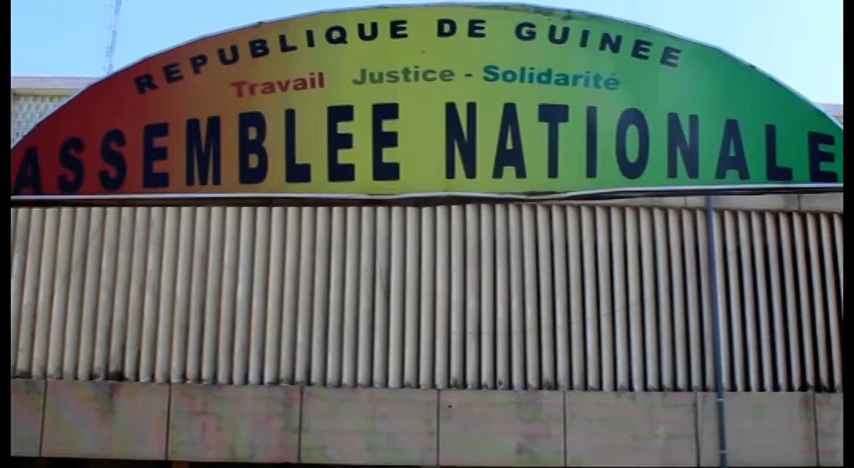 REPUBLIQUE DE GUINEE
Travail Justice - Solidarité
ASSEMBLEE NATIONALE